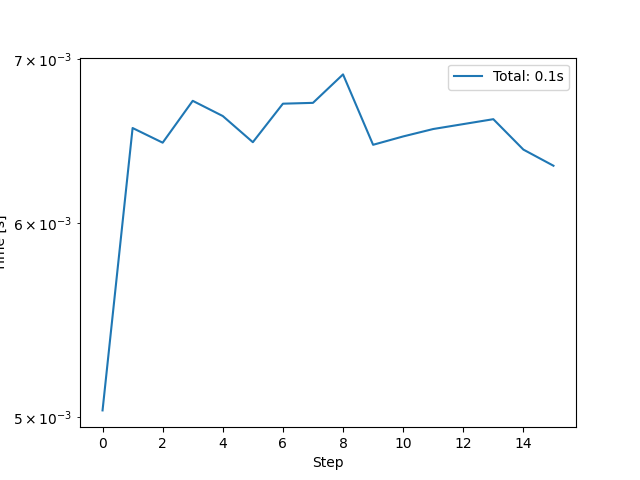 7 × 10⁻³
6 × 10⁻³
5 × 10⁻³
Total: 0.1s
Time [s]
0 2 4 6 8 10 12 14
Step